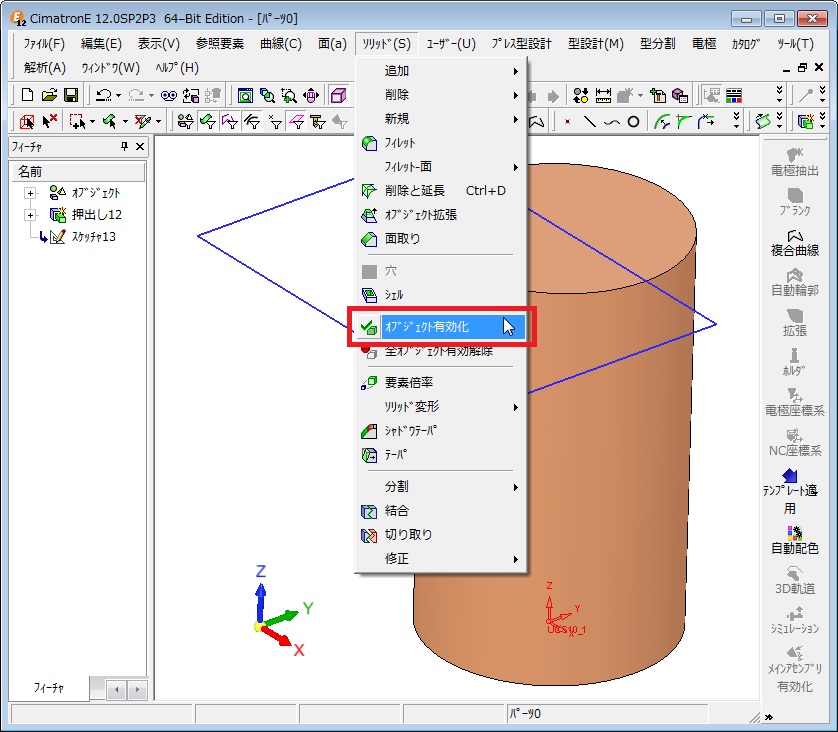 CimatronE 12.0SP2P3 64-Bit Edition - [ﾊﾟｰﾂ0]
ﾌｧｲﾙ(F) 編集(E) 表示(V) 参照要素 曲線(C) 面(a) ｿﾘｯﾄﾞ(S) ﾕｰｻﾞｰ(U) ﾌﾟﾚｽ型設計 型設計(M) 型分割 電極 ｶﾀﾛｸﾞ ﾂｰﾙ(T)
解析(A) ｳｨﾝﾄﾞｳ(W) ﾍﾙﾌﾟ(H)
ﾌｨｰﾁｬ
名前
ｵﾌﾞｼﾞｪｸﾄ
押出し12
ｽｹｯﾁｬ13
追加
削除
新規
ﾌｨﾚｯﾄ
ﾌｨﾚｯﾄ-面
削除と延長 Ctrl+D
ｵﾌﾞｼﾞｪｸﾄ拡張
面取り
穴
ｼｪﾙ
ｵﾌﾞｼﾞｪｸﾄ有効化
全ｵﾌﾞｼﾞｪｸﾄ有効解除
要素倍率
ｿﾘｯﾄﾞ変形
ｼｬﾄﾞｳﾃｰﾊﾟ
ﾃｰﾊﾟ
分割
結合
切り取り
修正
電極抽出
ﾌﾞﾗﾝｸ
複合曲線
自動輪郭
拡張
ﾎﾙﾀﾞ
電極座標系
NC座標系
ﾃﾝﾌﾟﾚｰﾄ適
用
自動配色
3D軌道
ｼﾐｭﾚｰｼｮﾝ
ﾒｲﾝｱｾﾝﾌﾞﾘ
有効化
Z
Y
X
Z
Y
X
UCS10_1
ﾌｨｰﾁｬ
ﾊﾟｰﾂ0